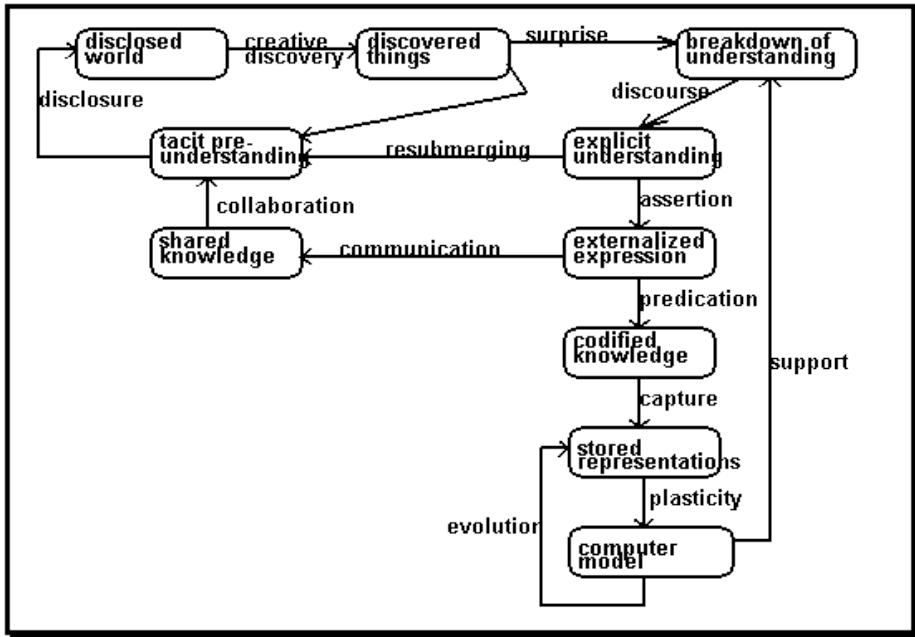 disclosed
world
creative
discovery
discovered
things
surprise
breakdown of
understanding
disclosure
discourse
tacit pre-
understanding
resubmerging
explicit
understanding
collaboration
assertion
shared
knowledge
communication
externalized
expression
predication
codified
knowledge
support
capture
stored
representations
plasticity
evolution
computer
model